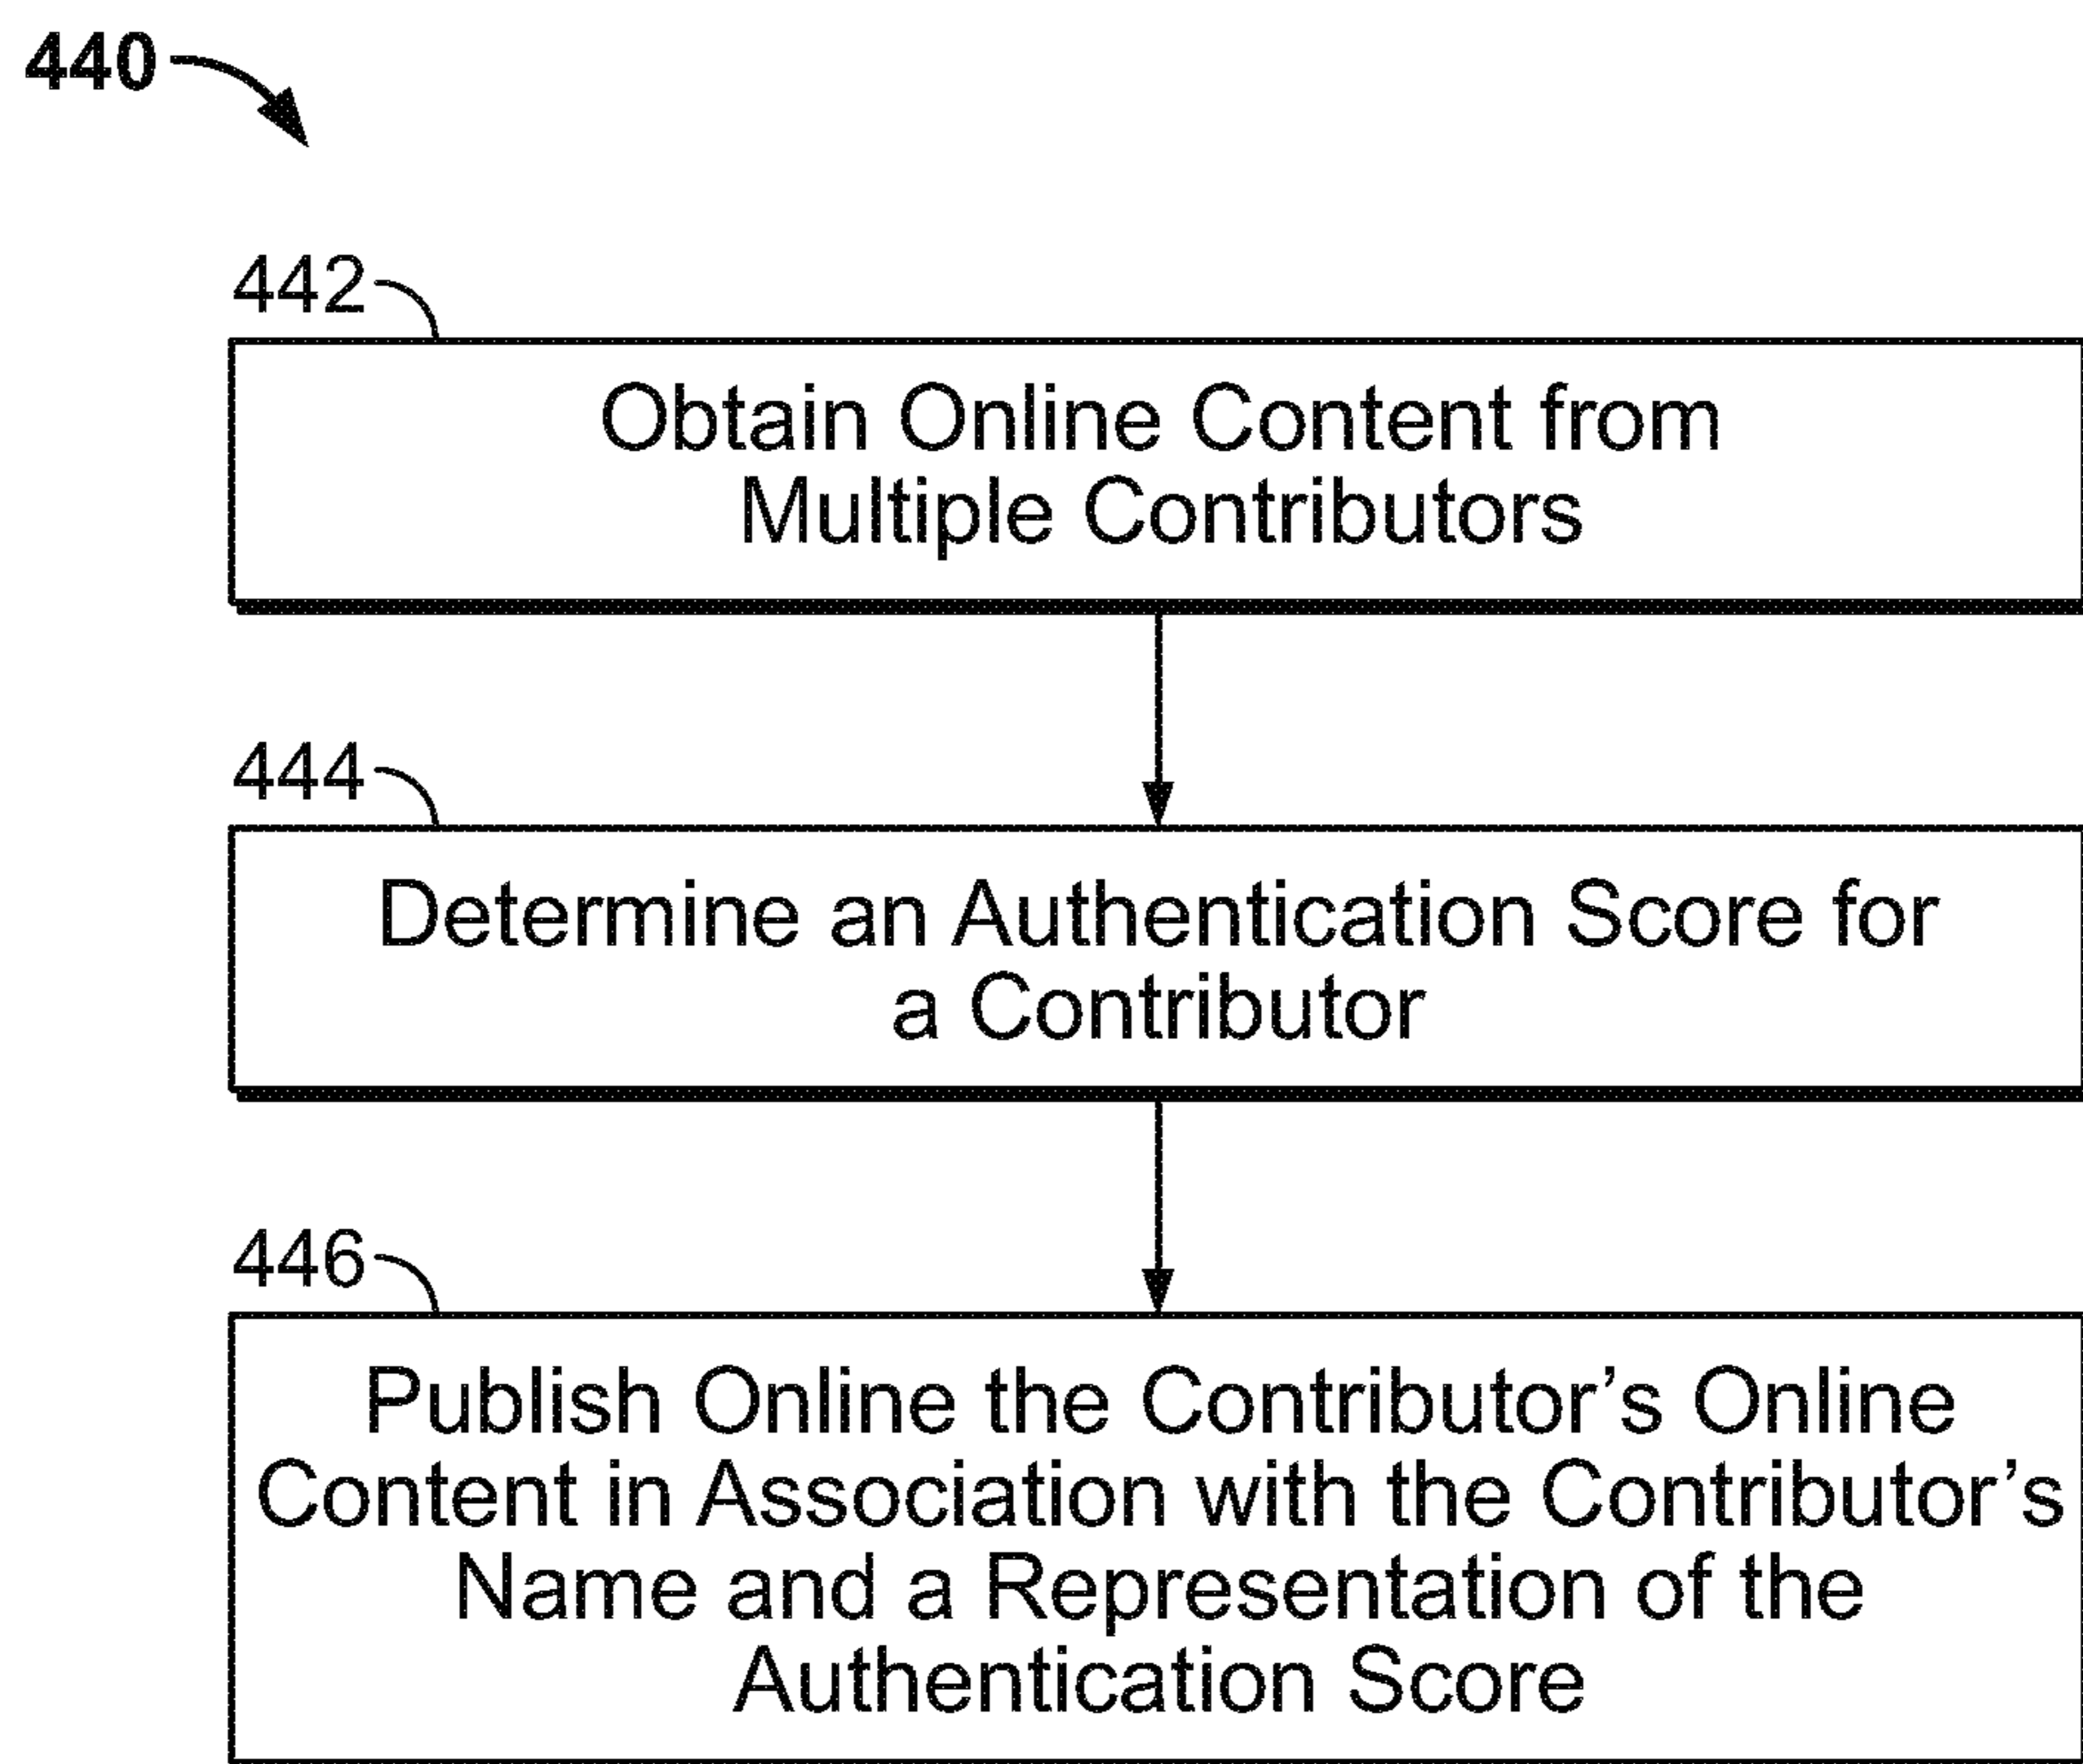 440
442
Obtain Online Content from
Multiple Contributors
444
Determine an Authentication Score for
a Contributor
446
Publish Online the Contributor’s Online
Content in Association with the Contributor’s
Name and a Representation of the
Authentication Score